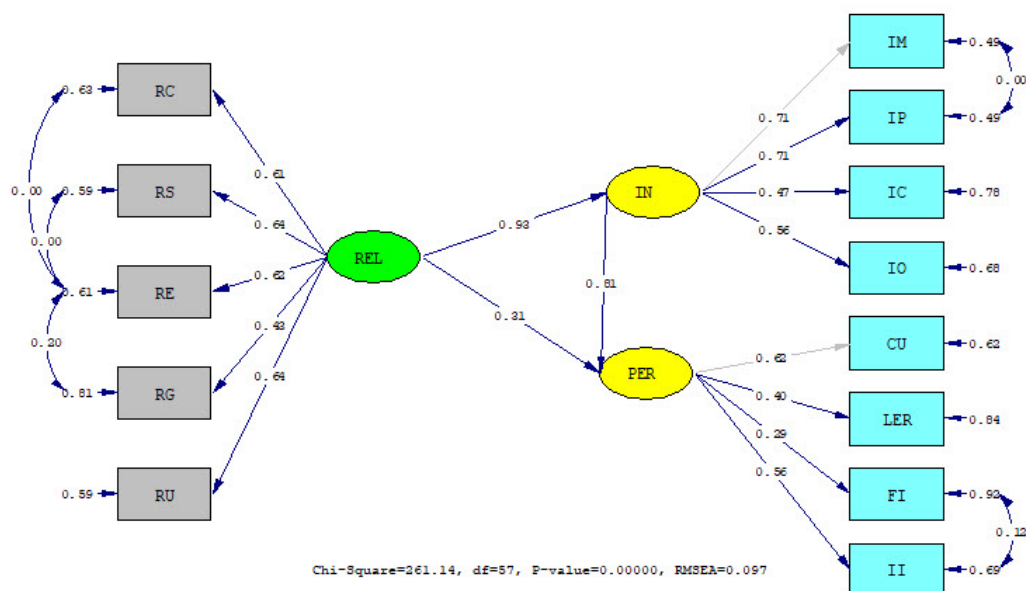 IM
0.49
0.00
RC
0.63
0.71
IP
0.49
0.71
0.61
RS
0.59
0.00
IN
0.47
IC
0.78
0.64
0.93
0.56
0.00
REL
IO
0.68
0.62
RE
0.61
0.61
0.31
0.43
0.20
CU
0.62
0.62
PER
0.64
RG
0.81
0.40
LER
0.84
0.29
0.56
RU
0.59
FI
0.92
0.12
II
0.69
Chi-Square=261.14, df=57, P-value=0.00000, RMSEA=0.097